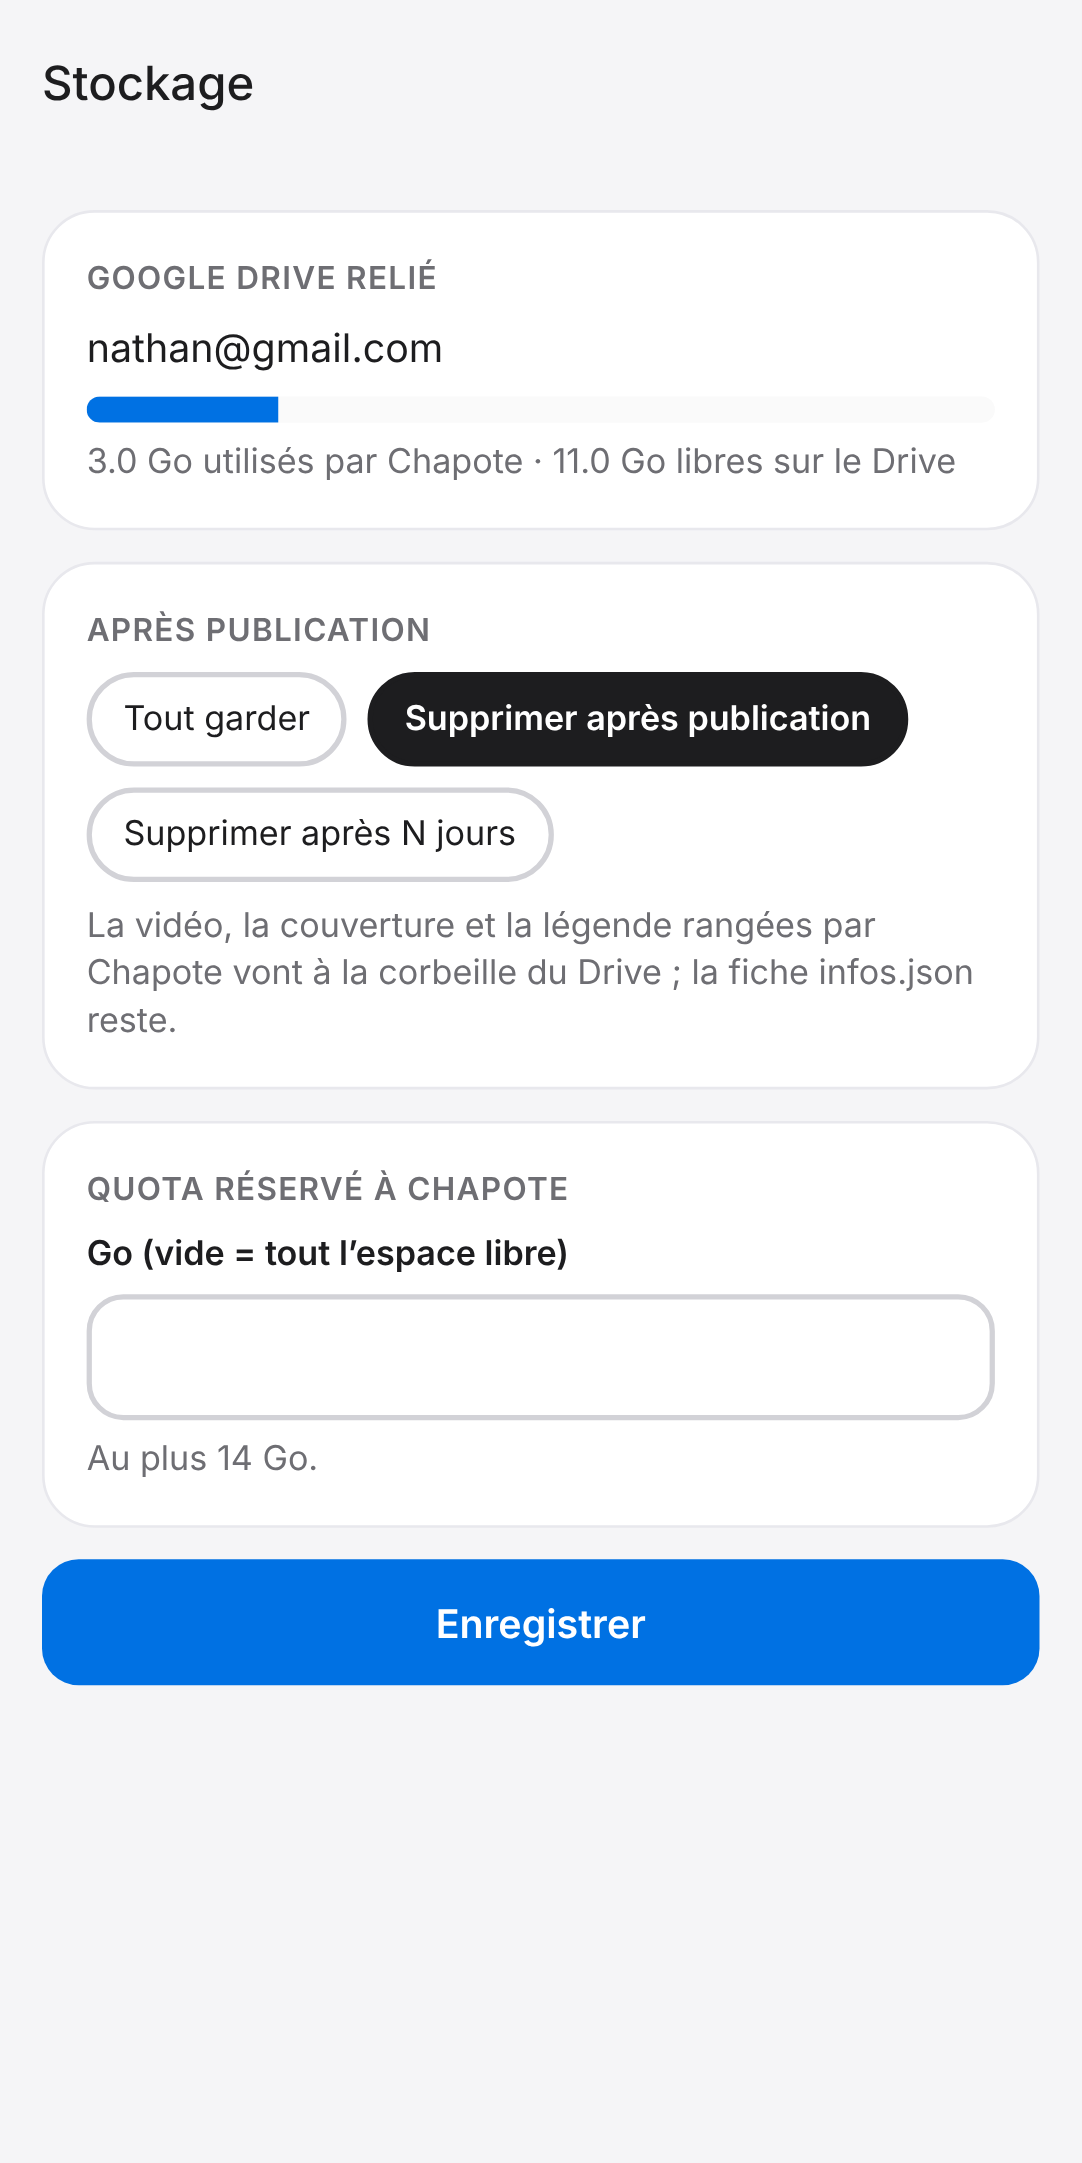 Stockage
GOOGLE DRIVE RELIÉ
nathan@gmail.com
3.0 Go utilisés par Chapote · 11.0 Go libres sur le Drive
APRÈS PUBLICATION
Tout garder
Supprimer après publication
Supprimer après N jours
La vidéo, la couverture et la légende rangées par
Chapote vont à la corbeille du Drive ; la fiche infos.json
reste.
QUOTA RÉSERVÉ À CHAPOTE
Go (vide = tout l’espace libre)
Au plus 14 Go.
Enregistrer